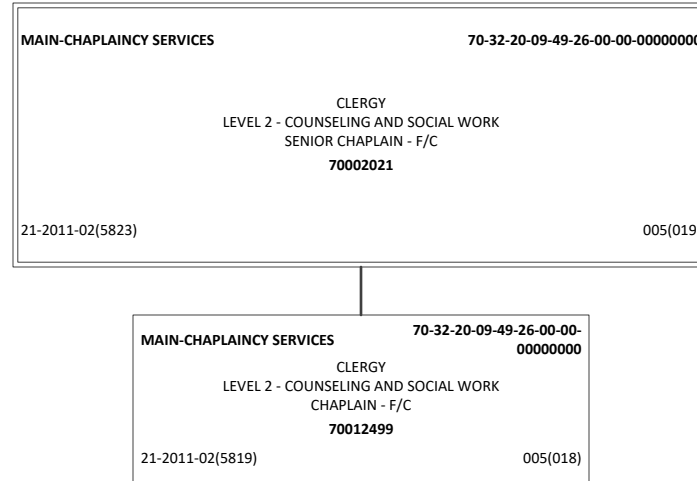 MAIN-CHAPLAINCY SERVICES 70-32-20-09-49-26-00-00-00000000
CLERGY
LEVEL 2 - COUNSELING AND SOCIAL WORK
SENIOR CHAPLAIN - F/C
70002021
21-2011-02(5823) 005(019
MAIN-CHAPLAINCY SERVICES 70-32-20-09-49-26-00-00-
00000000
CLERGY
LEVEL 2 - COUNSELING AND SOCIAL WORK
CHAPLAIN - F/C
70012499
21-2011-02(5819) 005(018)